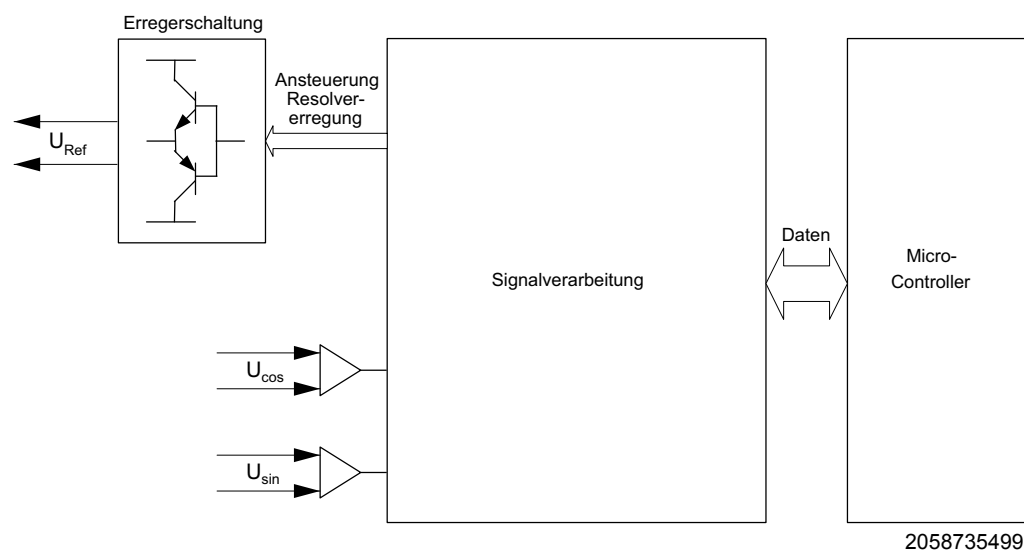 Erregerschaltung
Ansteuerung
Resolver-
erregung
U_Ref
Daten
Signalverarbeitung
Micro-
Controller
U_cos
U_sin
2058735499